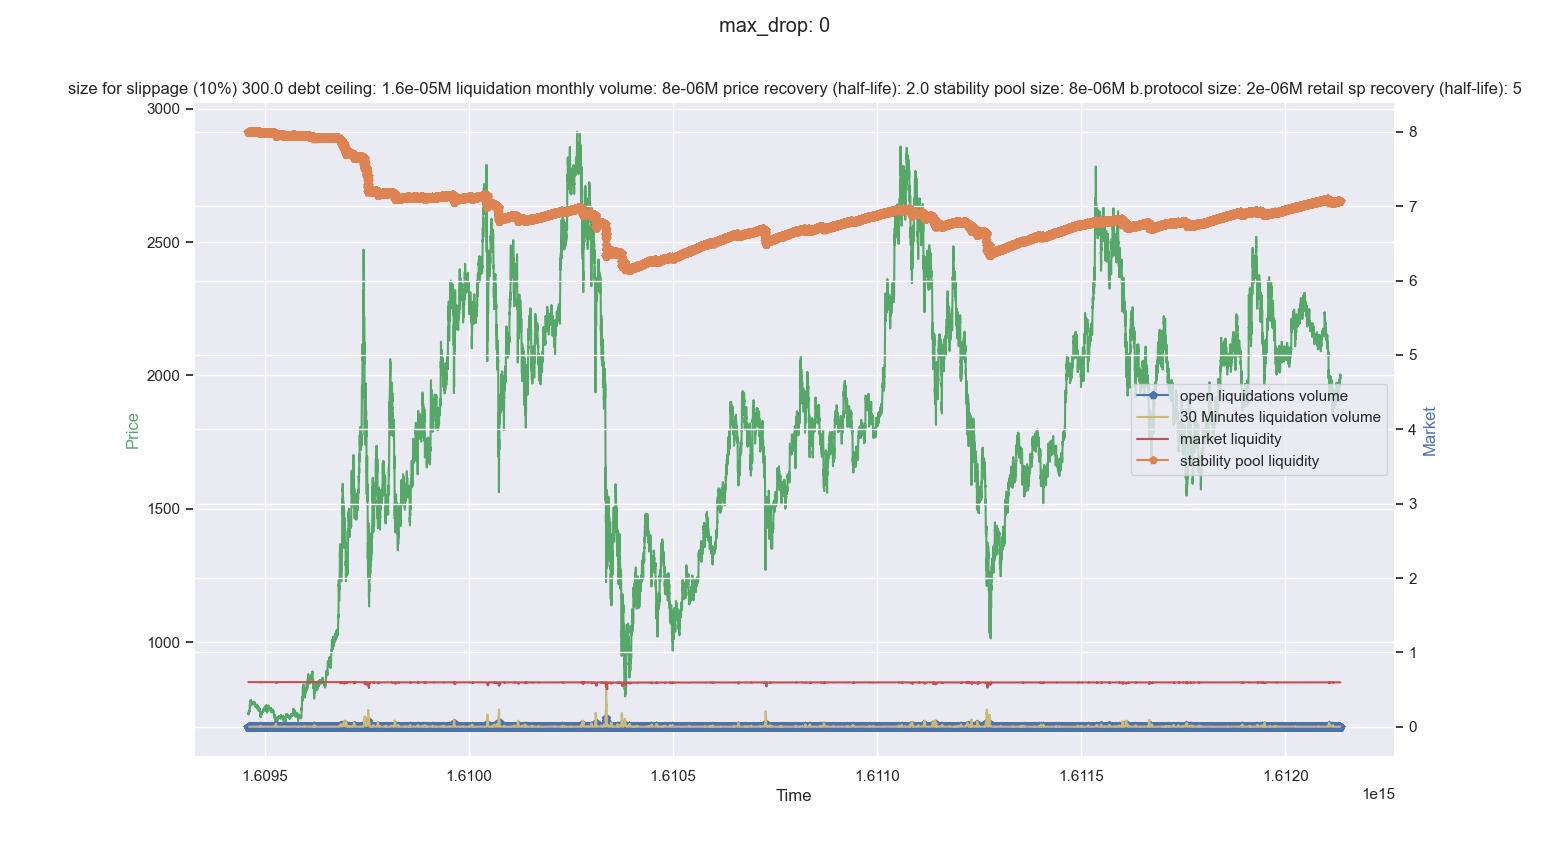 max_drop: 0
size for slippage (10%) 300.0 debt ceiling: 1.6e-05M liquidation monthly volume: 8e-06M price recovery (half-life): 2.0 stability pool size: 8e-06M b.protocol size: 2e-06M retail sp recovery (half-life): 5
3000
2500
2000
1500
1000
Price
8
7
6
5
4
3
2
1
0
Market
open liquidations volume
30 Minutes liquidation volume
market liquidity
stability pool liquidity
1.6095 1.6100 1.6105 1.6110 1.6115 1.6120
Time
1e15